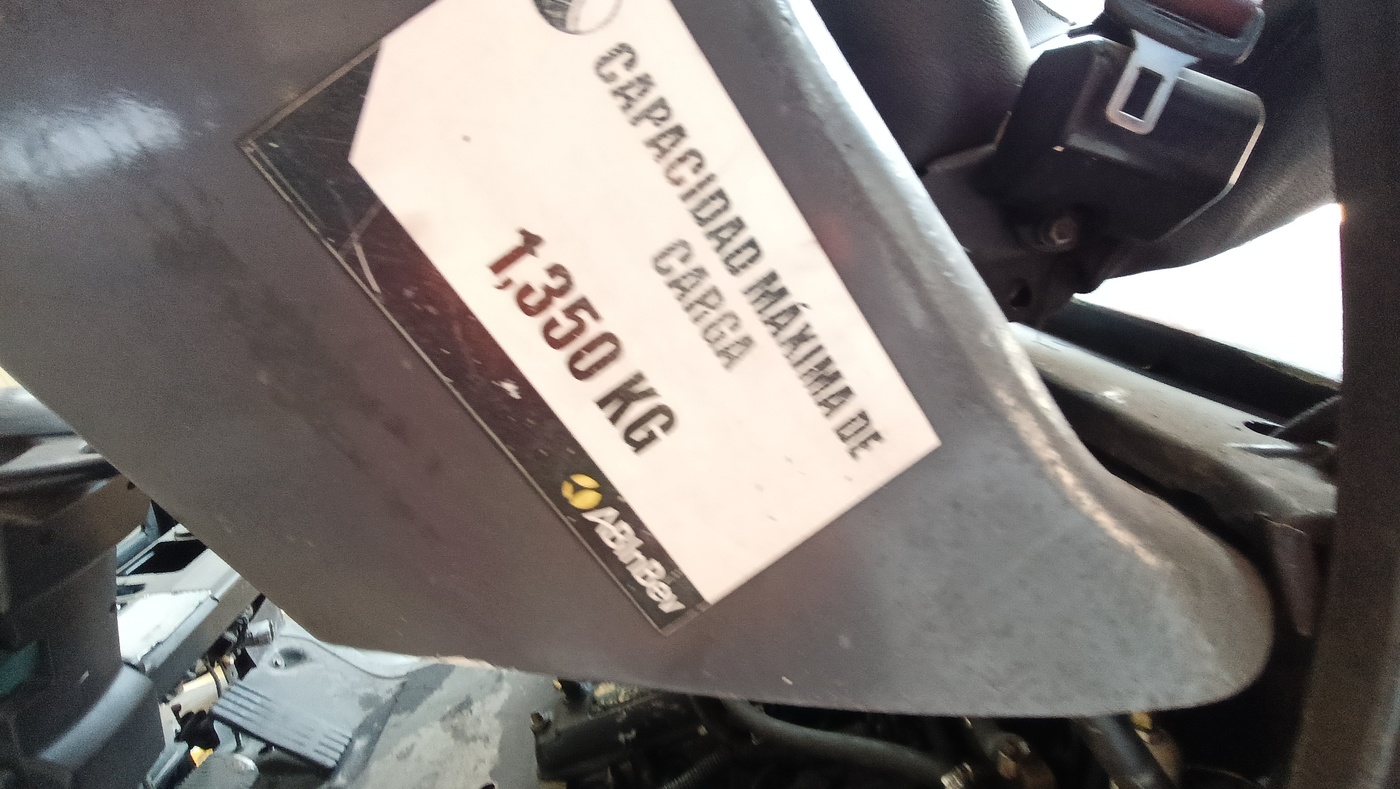 CAPACIDAD MÁXIMA DE
CARGA
1,350 KG
ABInBev